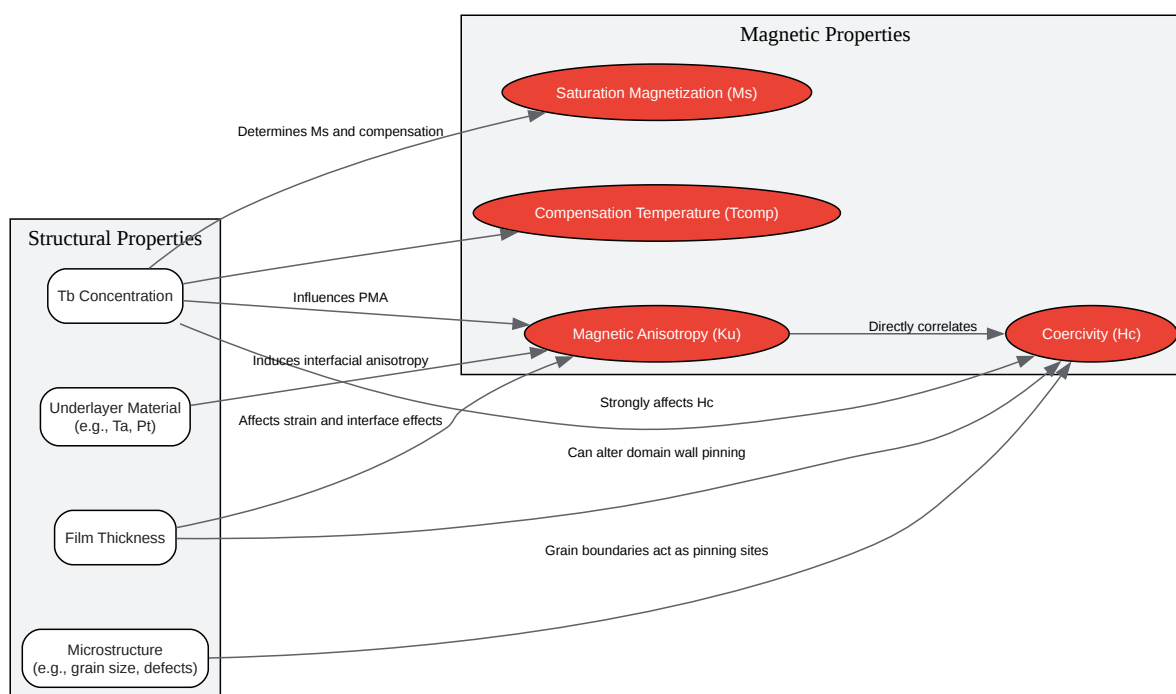 Magnetic Properties
Saturation Magnetization (Ms)
Determines Ms and compensation
Compensation Temperature (Tcomp)
Structural Properties
Tb Concentration
Influences PMA
Magnetic Anisotropy (Ku)
Directly correlates
Coercivity (Hc)
Induces interfacial anisotropy
Underlayer Material
(e.g., Ta, Pt)
Strongly affects Hc
Affects strain and interface effects
Can alter domain wall pinning
Film Thickness
Grain boundaries act as pinning sites
Microstructure
(e.g., grain size, defects)